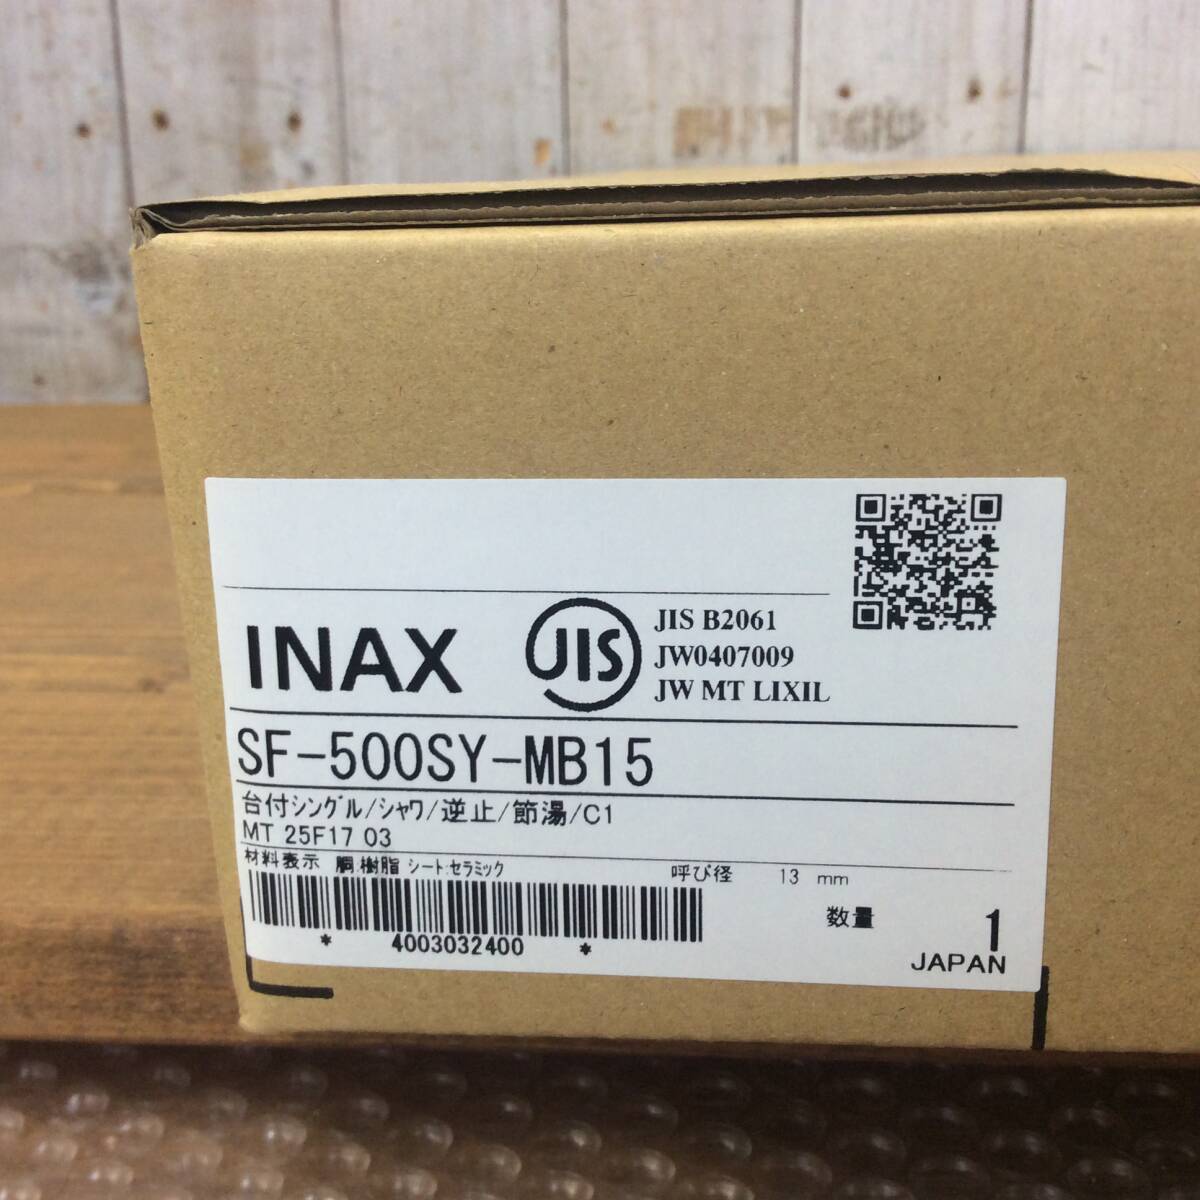 INAX
JIS
JIS B2061
JW0407009
JW MT LIXIL
SF-500SY-MB15
台付シングル/シャワ/逆止/節湯/C1
MT 25F17 03
材料表示 胴:樹脂 シート:セラミック 呼び径 13 mm
数量 1
* 4003032400 *
JAPAN